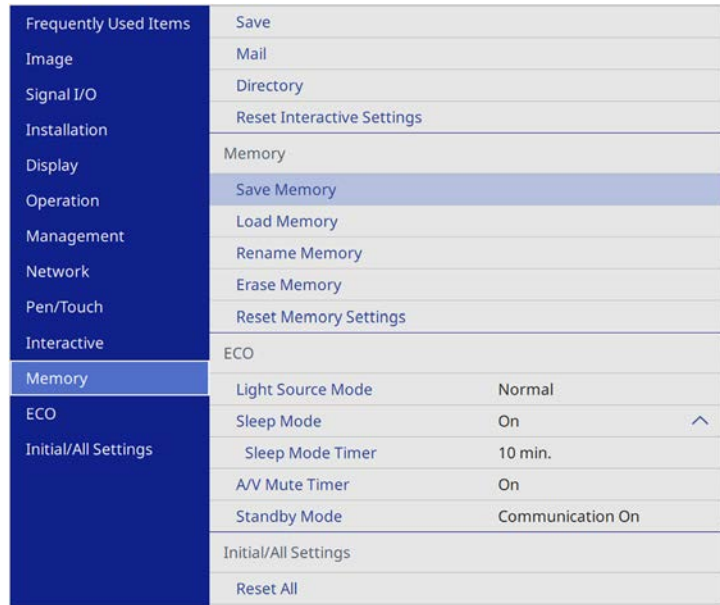 Frequently Used Items
Image
Signal I/O
Installation
Display
Operation
Management
Network
Pen/Touch
Interactive
Memory
ECO
Initial/All Settings
Save
Mail
Directory
Reset Interactive Settings
Memory
Save Memory
Load Memory
Rename Memory
Erase Memory
Reset Memory Settings
ECO
Light Source Mode Normal
Sleep Mode On
Sleep Mode Timer 10 min.
A/V Mute Timer On
Standby Mode Communication On
Initial/All Settings
Reset All